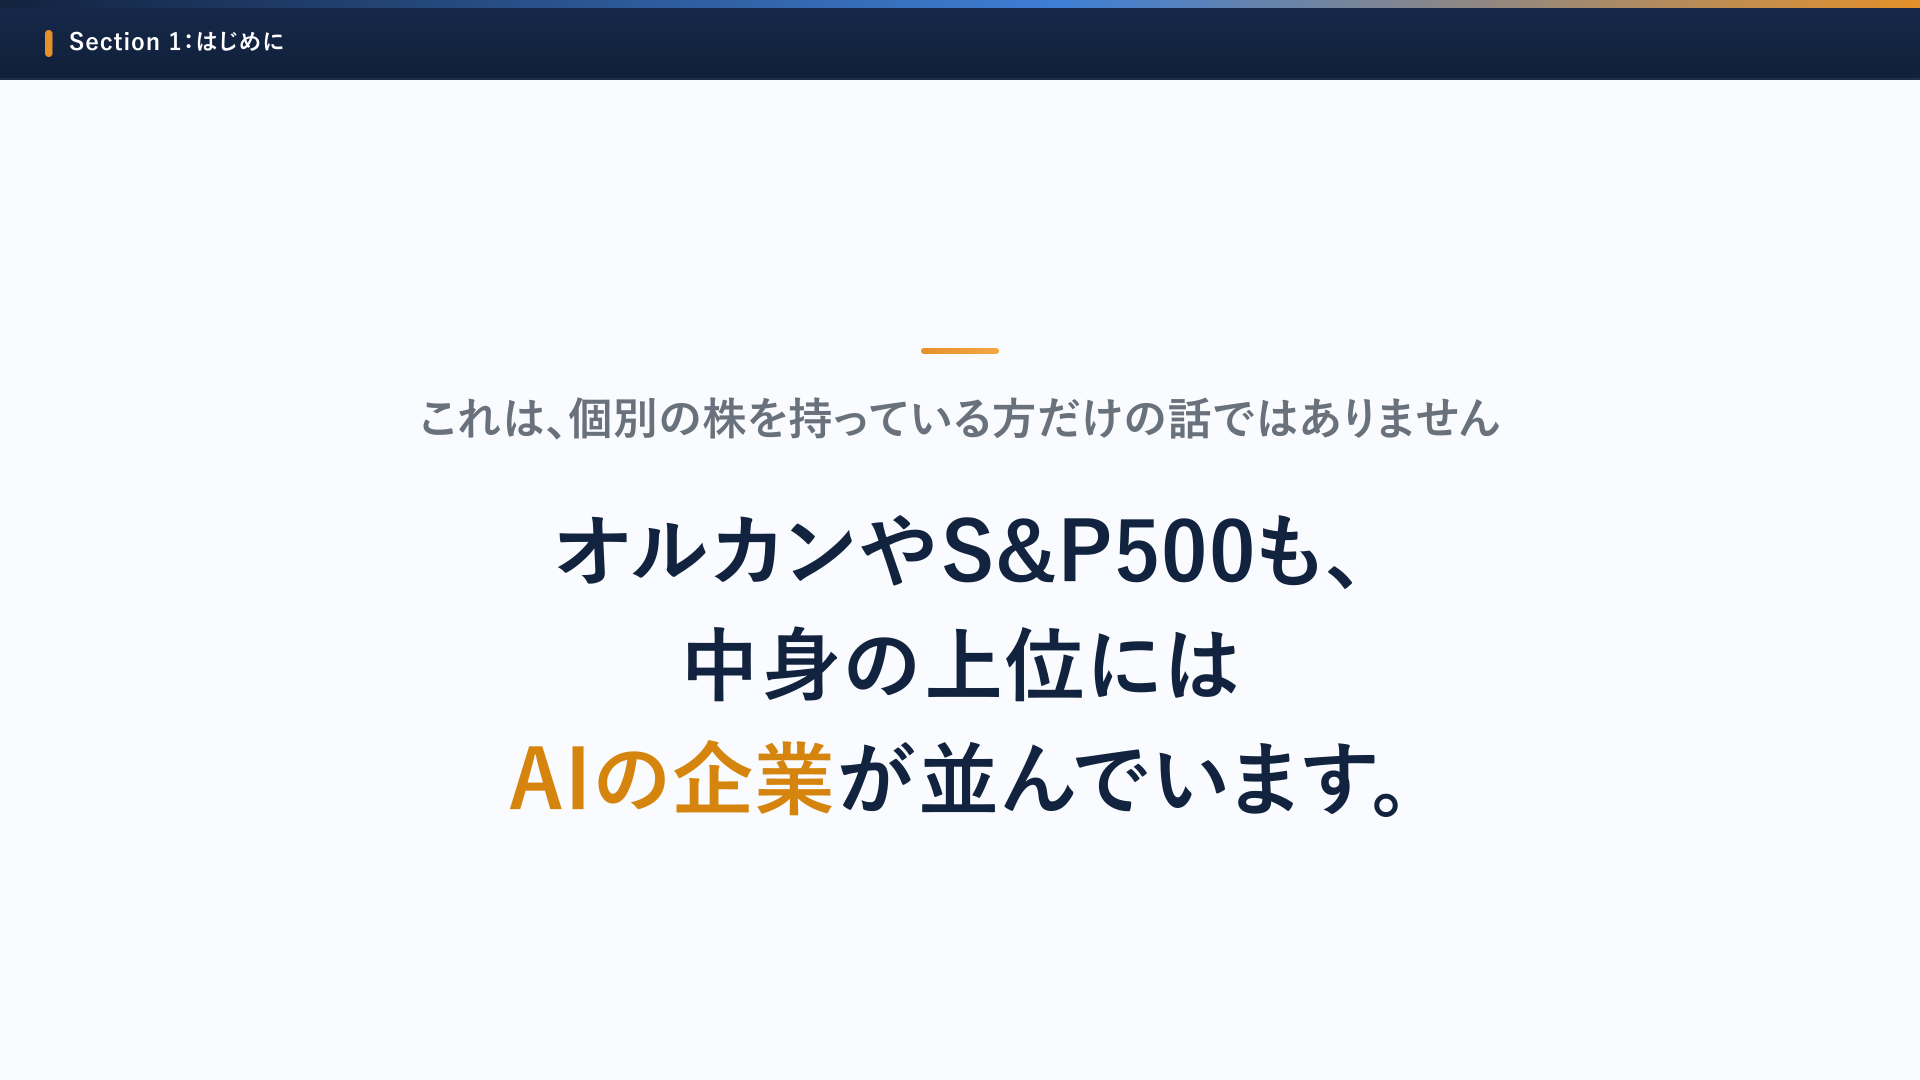 Section 1：はじめに
これは、個別の株を持っている方だけの話ではありません
オルカンやS&P500も、
中身の上位には
AIの企業が並んでいます。